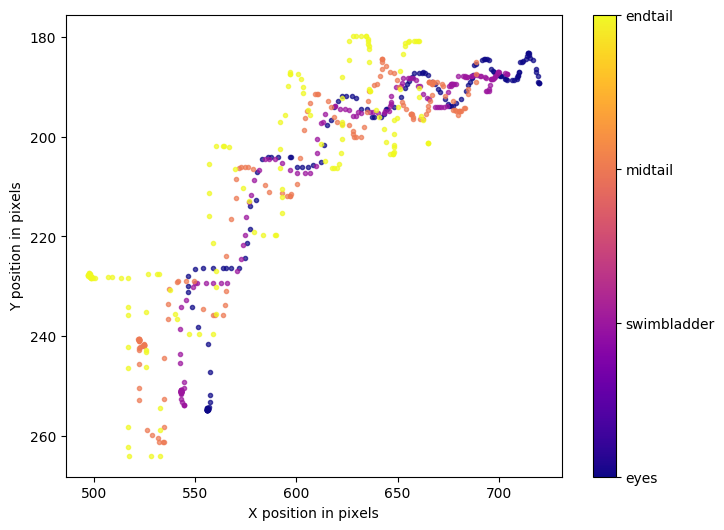 180
200
220
240
260
Y position in pixels
500
550
600
650
700
X position in pixels
endtail
midtail
swimbladder
eyes